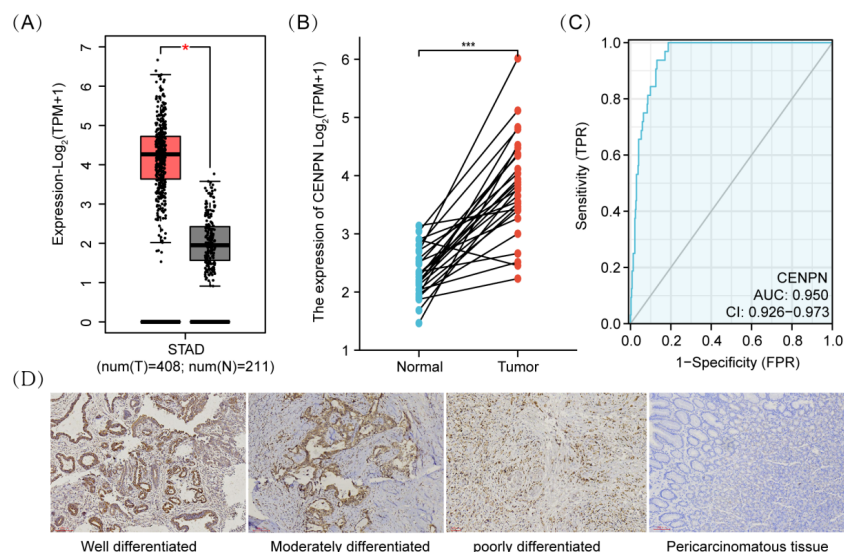 (A)
Expression-Log2(TPM+1)
7
6
5
4
3
2
1
0
*
STAD
(num(T)=408; num(N)=211)
(B)
The expression of CENPN Log2(TPM+1)
6
5
4
3
2
1
***
Normal
Tumor
(C)
Sensitivity (TPR)
1.0
0.8
0.6
0.4
0.2
0.0
0.0 0.2 0.4 0.6 0.8 1.0
1−Specificity (FPR)
CENPN
AUC: 0.950
CI: 0.926−0.973
(D)
Well differentiated
Moderately differentiated
poorly differentiated
Pericarcinomatous tissue